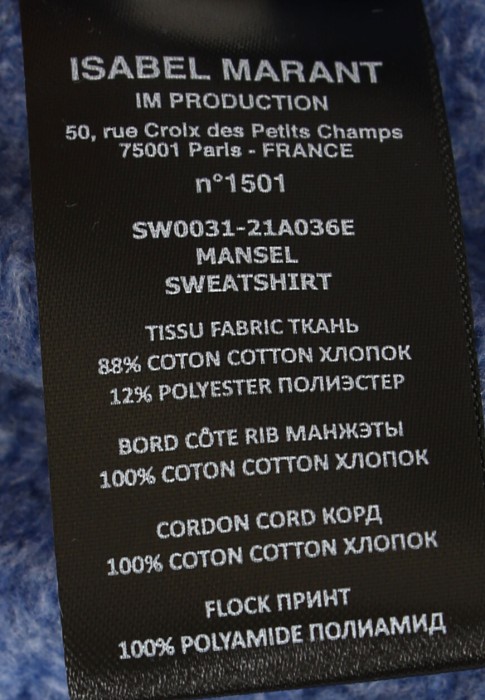 ISABEL MARANT
IM PRODUCTION
50, rue Croix des Petits Champs
75001 Paris - FRANCE
n°1501
SW0031-21A036E
MANSEL
SWEATSHIRT
TISSU FABRIC ТКАНЬ
88% COTON COTTON ХЛОПОК
12% POLYESTER ПОЛИЭСТЕР
BORD CÔTE RIB МАНЖЭТЫ
100% COTON COTTON ХЛОПОК
CORDON CORD КОРД
100% COTON COTTON ХЛОПОК
FLOCK ПРИНТ
100% POLYAMIDE ПОЛИАМИД